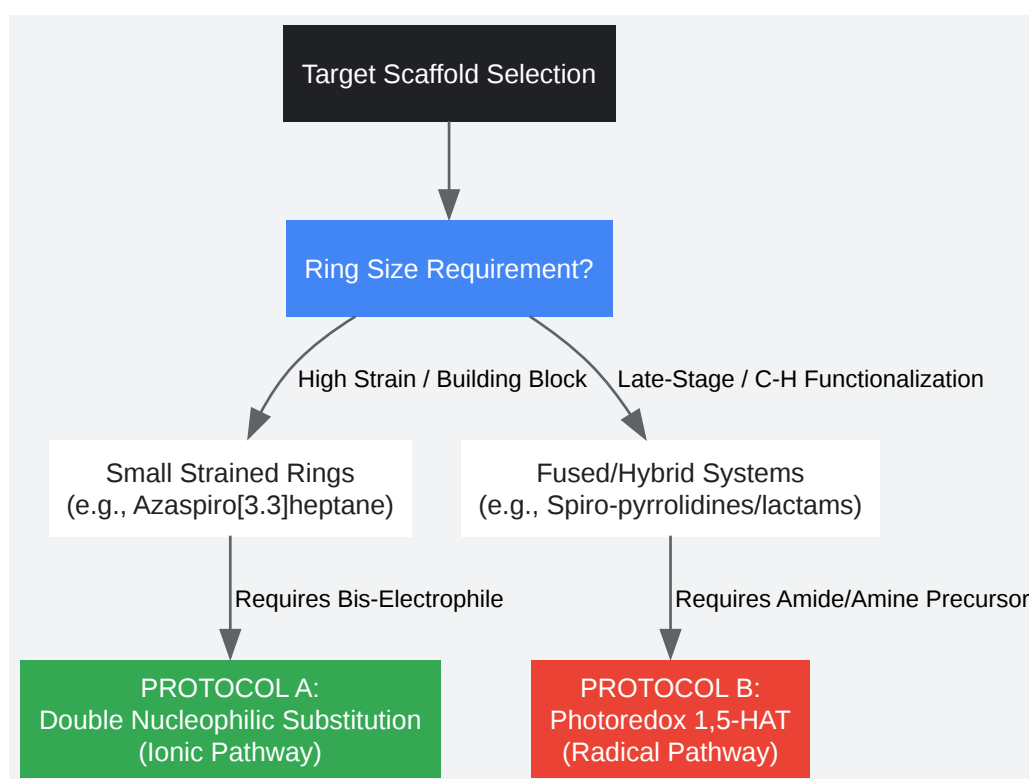 Target Scaffold Selection
Ring Size Requirement?
High Strain / Building Block
Late-Stage / C-H Functionalization
Small Strained Rings
(e.g., Azaspiro[3.3]heptane)
Fused/Hybrid Systems
(e.g., Spiro-pyrrolidines/lactams)
Requires Bis-Electrophile
Requires Amide/Amine Precursor
PROTOCOL A:
Double Nucleophilic Substitution
(Ionic Pathway)
PROTOCOL B:
Photoredox 1,5-HAT
(Radical Pathway)